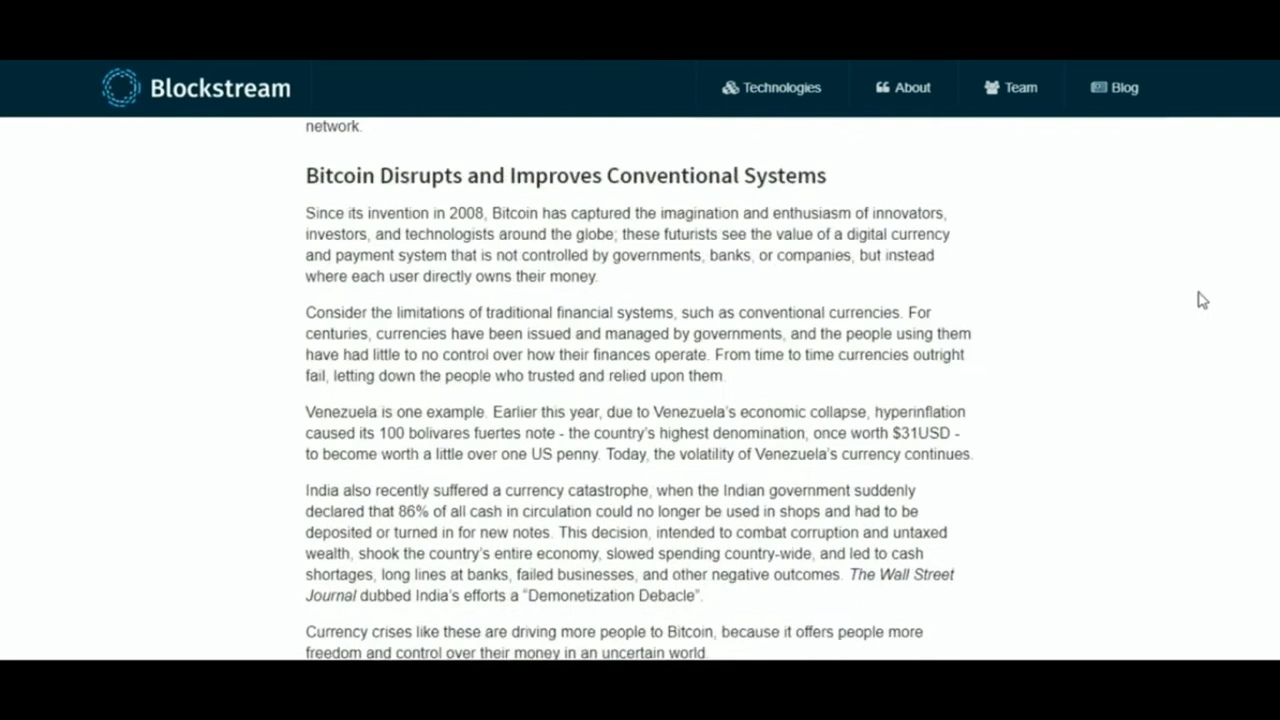 Blockstream
Technologies
About
Team
Blog
network.
Bitcoin Disrupts and Improves Conventional Systems
Since its invention in 2008, Bitcoin has captured the imagination and enthusiasm of innovators,
investors, and technologists around the globe; these futurists see the value of a digital currency
and payment system that is not controlled by governments, banks, or companies, but instead
where each user directly owns their money.
Consider the limitations of traditional financial systems, such as conventional currencies. For
centuries, currencies have been issued and managed by governments, and the people using them
have had little to no control over how their finances operate. From time to time currencies outright
fail, letting down the people who trusted and relied upon them.
Venezuela is one example. Earlier this year, due to Venezuela's economic collapse, hyperinflation
caused its 100 bolivares fuertes note - the country's highest denomination, once worth $31USD -
to become worth a little over one US penny. Today, the volatility of Venezuela's currency continues.
India also recently suffered a currency catastrophe, when the Indian government suddenly
declared that 86% of all cash in circulation could no longer be used in shops and had to be
deposited or turned in for new notes. This decision, intended to combat corruption and untaxed
wealth, shook the country's entire economy, slowed spending country-wide, and led to cash
shortages, long lines at banks, failed businesses, and other negative outcomes. The Wall Street
Journal dubbed India's efforts a “Demonetization Debacle”.
Currency crises like these are driving more people to Bitcoin, because it offers people more
freedom and control over their money in an uncertain world.